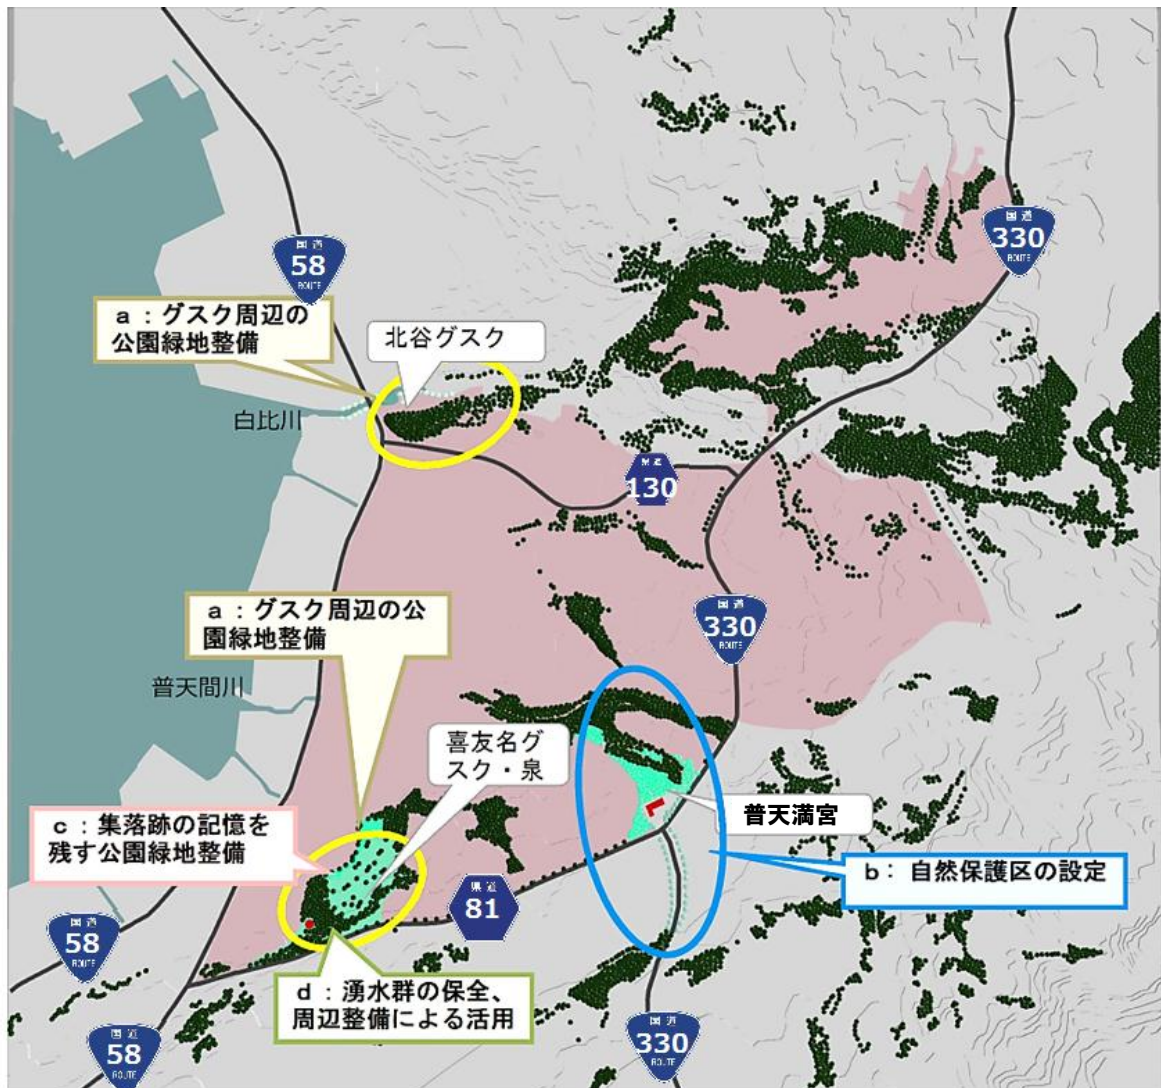 国道
330
ROUTE
国道
58
ROUTE
a：グスク周辺の
公園緑地整備
北谷グスク
白比川
県道
130
a：グスク周辺の公
園緑地整備
国道
330
ROUTE
普天間川
喜友名グ
スク・泉
c：集落跡の記憶を
残す公園緑地整備
普天満宮
b：自然保護区の設定
県道
81
国道
58
ROUTE
d：湧水群の保全、
周辺整備による活用
国道
58
ROUTE
国道
330
ROUTE